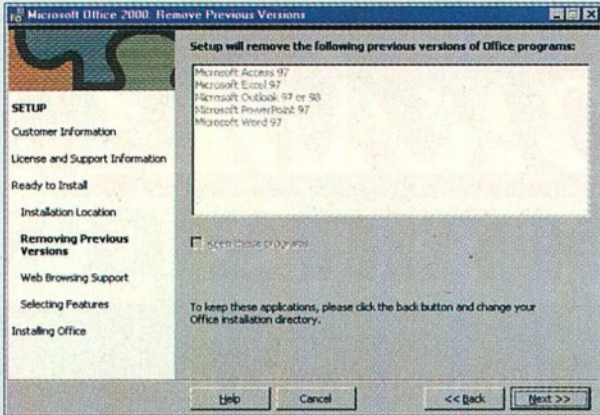 Microsoft Office 2000: Remove Previous Versions
Setup will remove the following previous versions of Office programs:
Microsoft Access 97
Microsoft Excel 97
Microsoft Outlook 97 or 98
Microsoft PowerPoint 97
Microsoft Word 97
SETUP
Customer Information
License and Support Information
Ready to Install
Installation Location
Removing Previous
Versions
Web Browsing Support
Selecting Features
Installing Office
Keep these programs
To keep these applications, please click the back button and change your
Office installation directory.
Help
Cancel
<< Back
Next >>